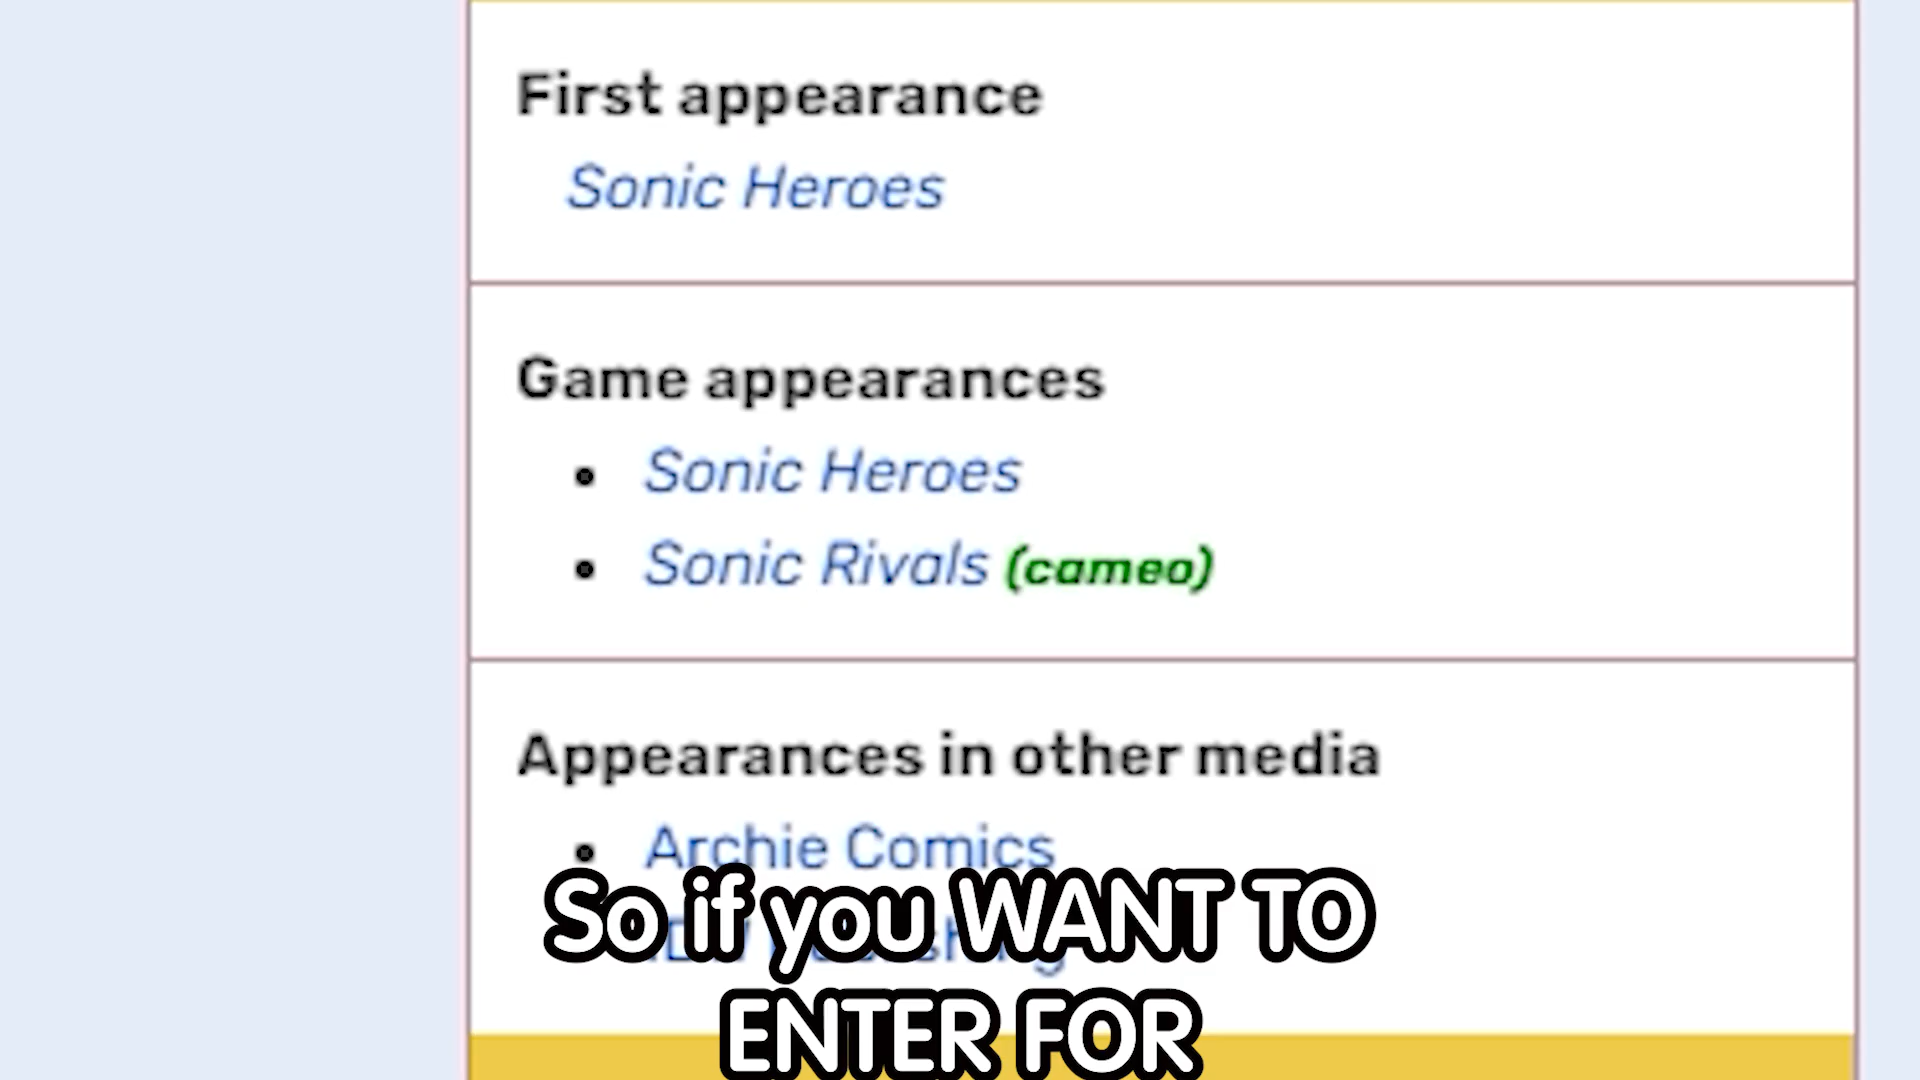 First appearance
Sonic Heroes
Game appearances
Sonic Heroes
Sonic Rivals (cameo)
Appearances in other media
Archie Comics
So if you WANT TO
ENTER FOR